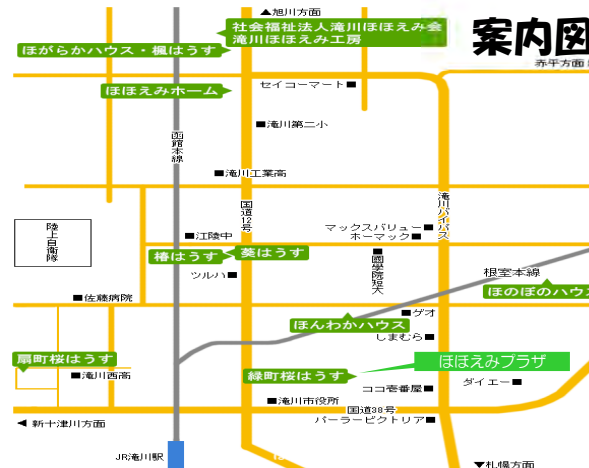 ▲旭川方面
社会福祉法人滝川ほほえみ会
滝川ほほえみ工房
案内図
ほがらかハウス・楓はうす
赤平方面
ほほえみホーム
セイコーマート■
■滝川第二小
函館本線
■滝川工業高
国道12号
滝川バイパス
陸上自衛隊
■江陵中
マックスバリュー■
ホーマック■
椿はうす
葵はうす
■國学院短大
ツルハ■
根室本線
ほのぼのハウス
■佐藤病院
■ゲオ
ほんわかハウス
しまむら■
扇町桜はうす
ほほえみプラザ
■滝川西高
緑町桜はうす
ココ壱番屋■
ダイエー■
■滝川市役所
国道38号
◀ 新十津川方面
パーラービクトリア■
JR滝川駅
▼札幌方面